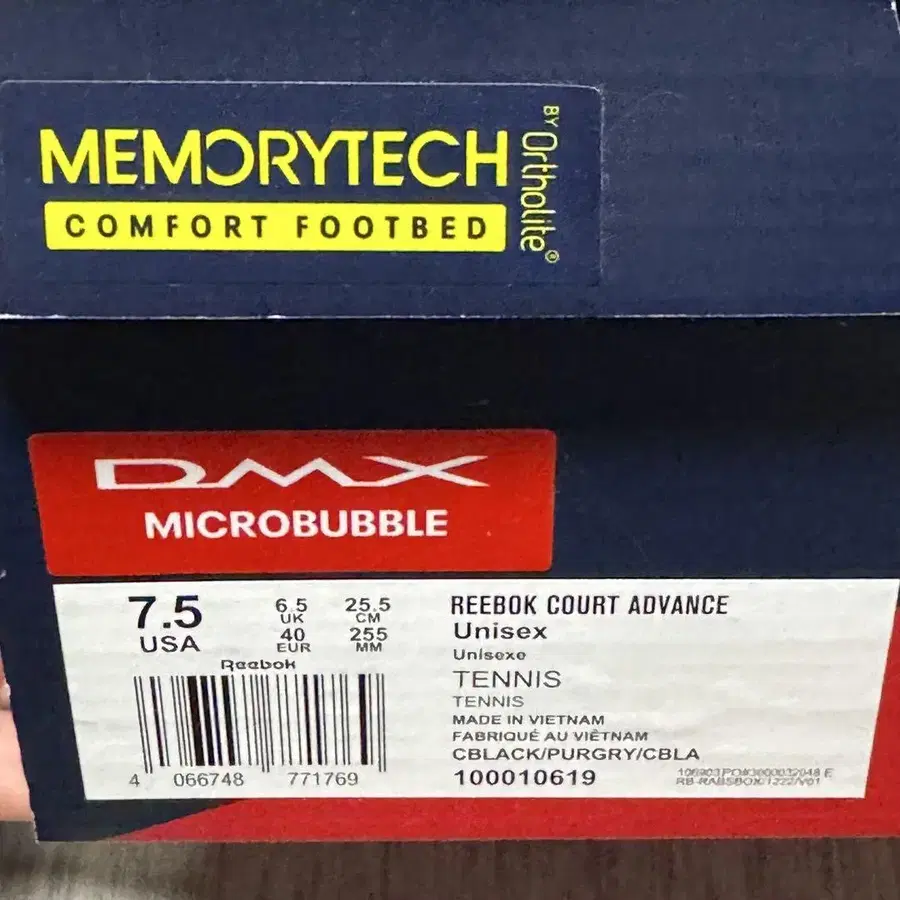 MEMORYTECH
BY Ortholite®
COMFORT FOOTBED
DMX
MICROBUBBLE
7.5
USA
6.5
UK
40
EUR
25.5
CM
255
MM
Reebok
4 066748 771769
REEBOK COURT ADVANCE
Unisex
Unisexe
TENNIS
TENNIS
MADE IN VIETNAM
FABRIQUÉ AU VIÊTNAM
CBLACK/PURGRY/CBLA
100010619